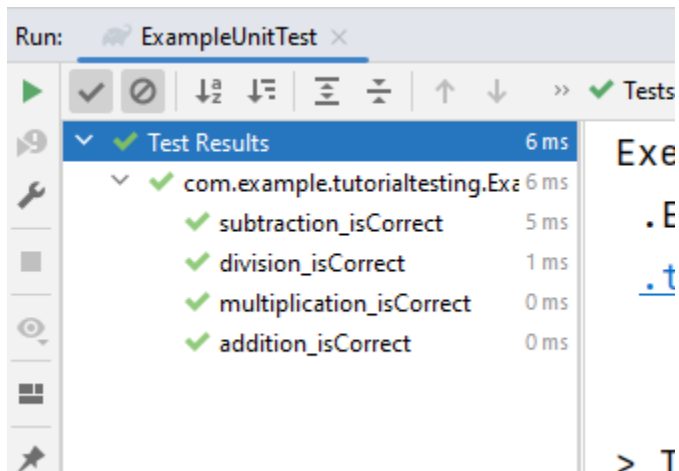 Run: ExampleUnitTest
Tests
Test Results 6 ms
com.example.tutorialtesting.Exa 6 ms
subtraction_isCorrect 5 ms
division_isCorrect 1 ms
multiplication_isCorrect 0 ms
addition_isCorrect 0 ms
Exe
.E
.t
> T